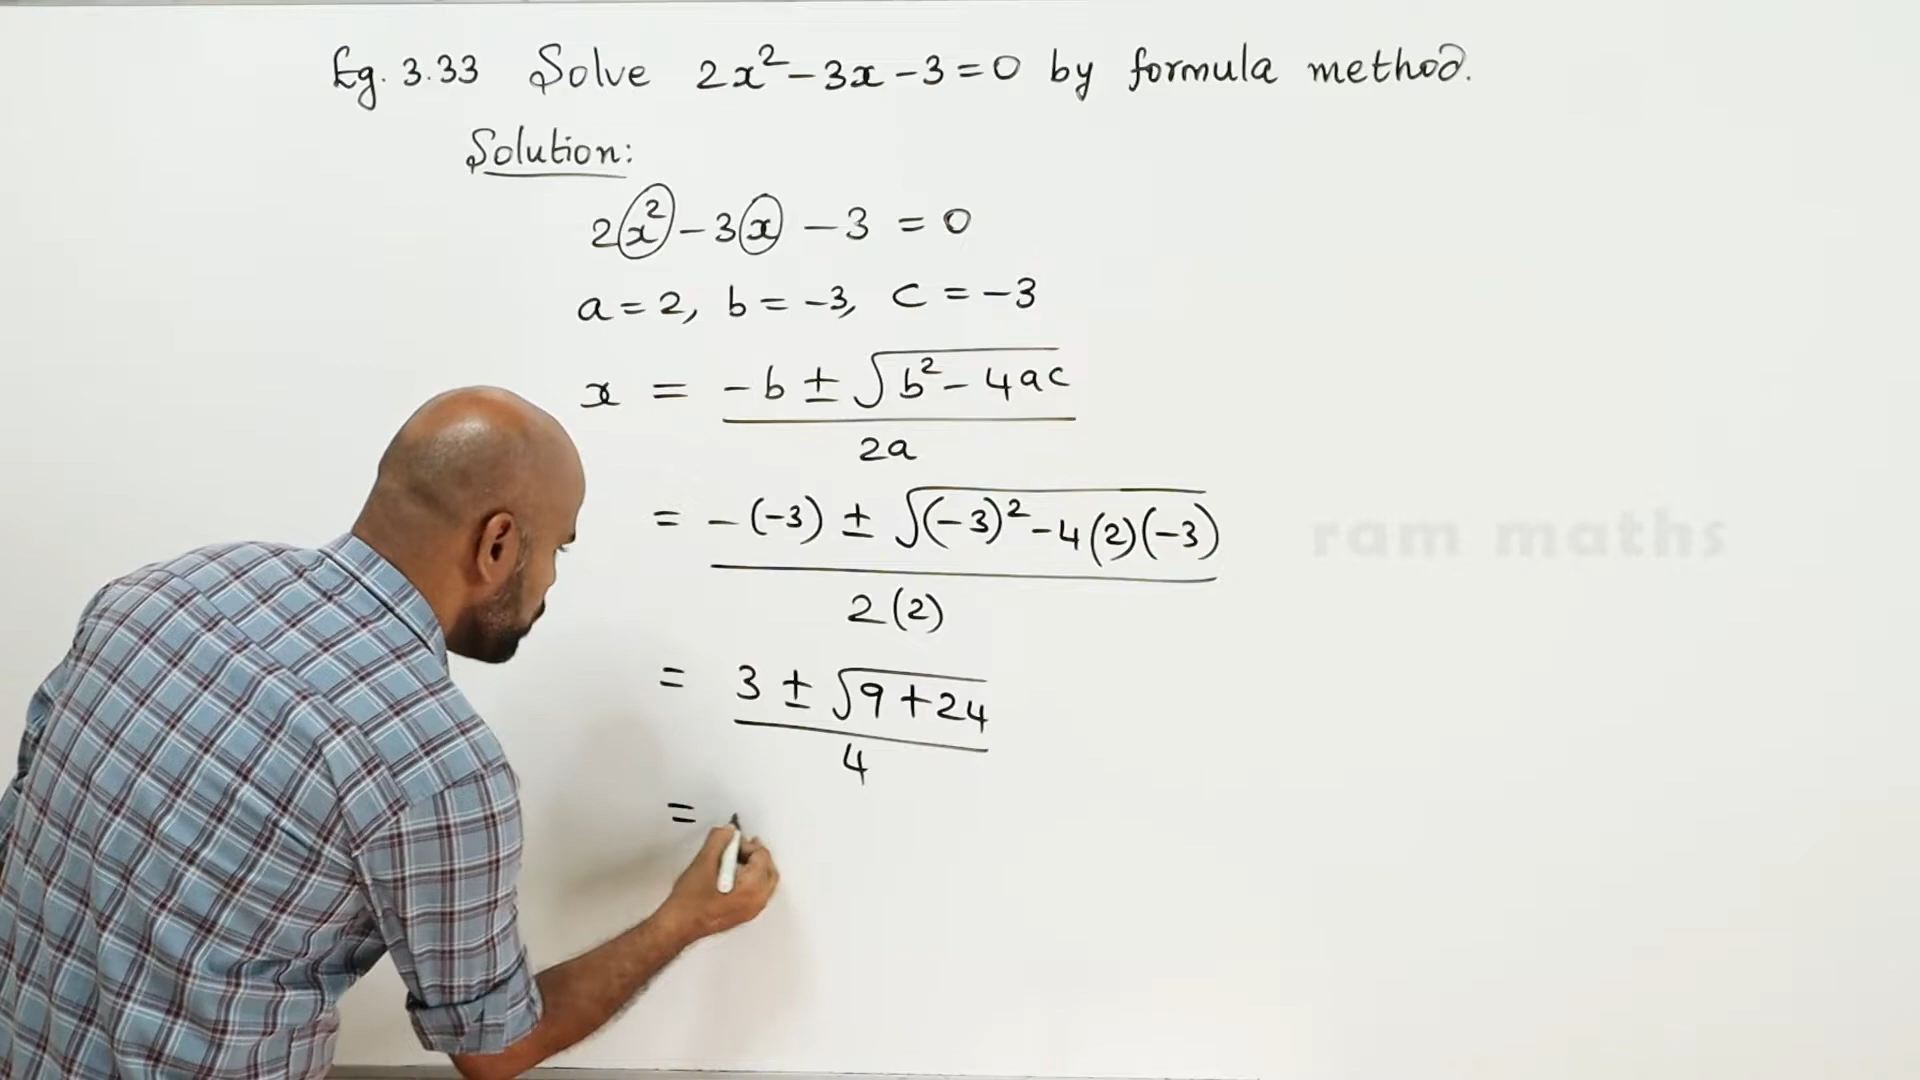 Eg. 3.33 Solve 2x²-3x-3=0 by formula method.
Solution:
2x²-3x-3=0
a=2, b=-3, c=-3
x = -b ± √b²-4ac
2a
= -(-3) ± √(-3)²-4(2)(-3)
ram maths
2(2)
= 3 ± √9+24
4
=